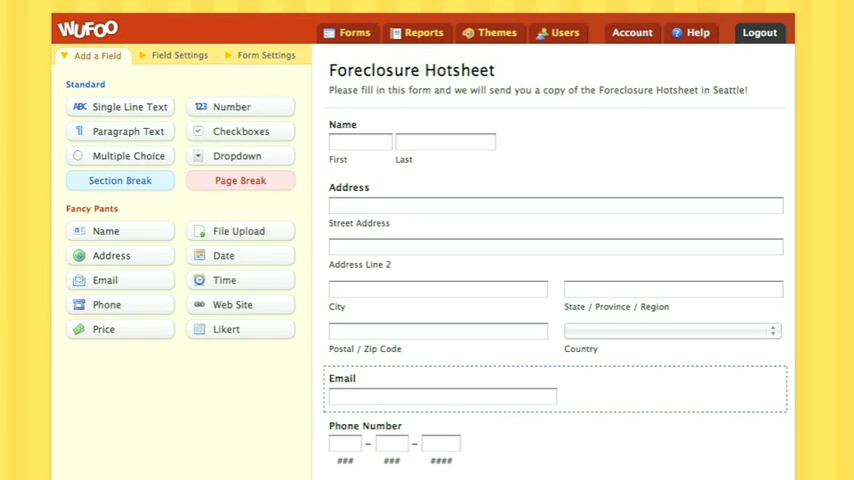 WUFOO
Forms
Reports
Themes
Users
Account
Help
Logout
Add a Field
Field Settings
Form Settings
Standard
ABC Single Line Text
123 Number
Paragraph Text
Checkboxes
Multiple Choice
Dropdown
Section Break
Page Break
Fancy Pants
Name
File Upload
Address
Date
Email
Time
Phone
Web Site
Price
Likert
Foreclosure Hotsheet
Please fill in this form and we will send you a copy of the Foreclosure Hotsheet in Seattle!
Name
First
Last
Address
Street Address
Address Line 2
City
State / Province / Region
Postal / Zip Code
Country
Email
Phone Number
– –
### ### ####